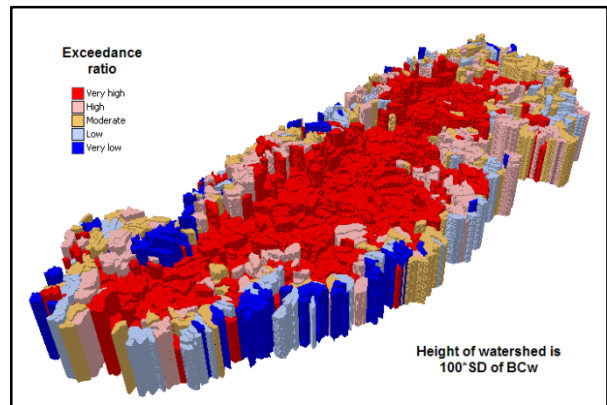 Exceedance
ratio
Very high
High
Moderate
Low
Very low
Height of watershed is
100*SD of BCw